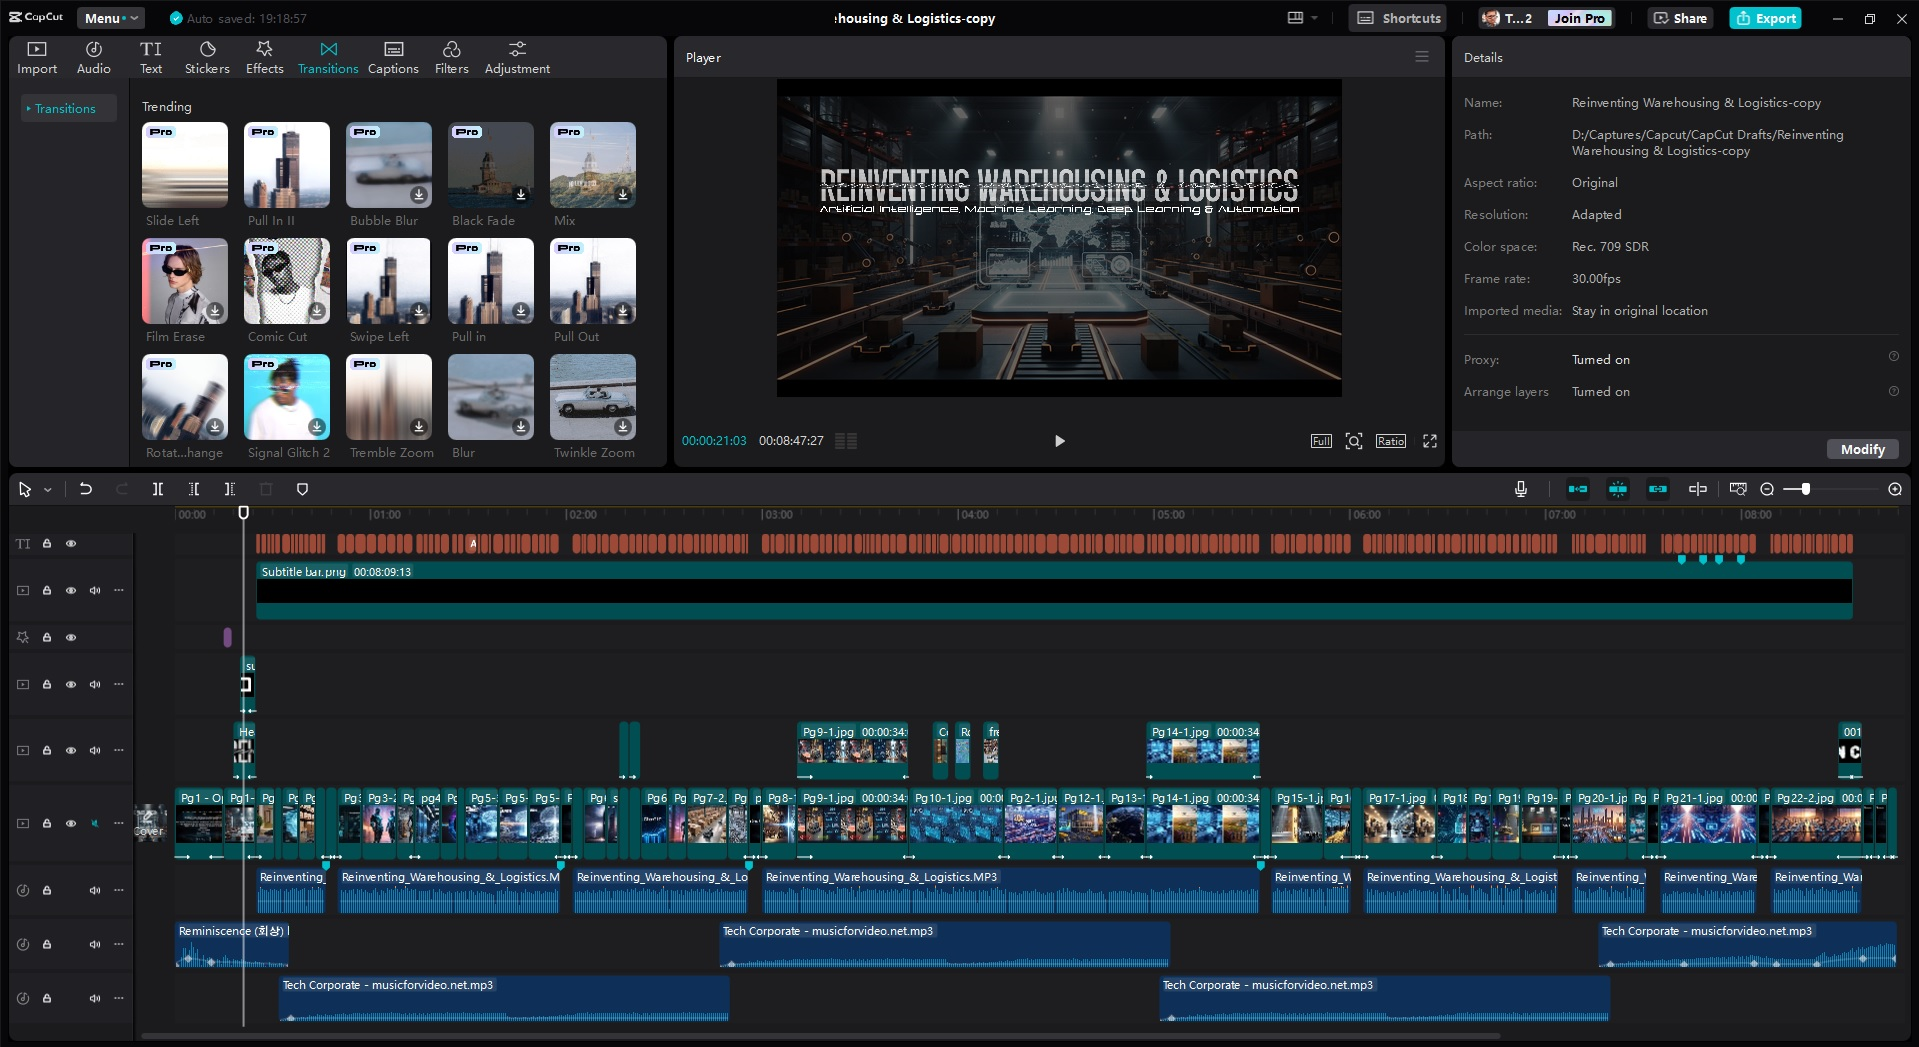 CapCut
Menu
Auto saved: 19:18:57
housing & Logistics-copy
Shortcuts
T...2
Join Pro
Share
Export
Import
Audio
TI
Text
Stickers
Effects
Transitions
Captions
Filters
Adjustment
Transitions
Trending
Pro
Pro
Pro
Pro
Pro
Slide Left
Pull In II
Bubble Blur
Black Fade
Mix
Pro
Pro
Pro
Pro
Pro
Film Erase
Comic Cut
Swipe Left
Pull in
Pull Out
Pro
Pro
Pro
Rotat...hange
Signal Glitch 2
Tremble Zoom
Blur
Twinkle Zoom
Player
REINVENTING WAREHOUSING & LOGISTICS
Artificial Intelligence, Machine Learning, Deep Learning & Automation
00:00:21:03
00:08:47:27
Full
Ratio
Details
Name: Reinventing Warehousing & Logistics-copy
Path: D:/Captures/Capcut/CapCut Drafts/Reinventing
Warehousing & Logistics-copy
Aspect ratio: Original
Resolution: Adapted
Color space: Rec. 709 SDR
Frame rate: 30.00fps
Imported media: Stay in original location
Proxy: Turned on
Arrange layers Turned on
Modify
00:00
01:00
02:00
03:00
04:00
05:00
06:00
07:00
08:00
TI
A
Subtitle bar.png 00:08:09:13
su
He
Pg9-1.jpg 00:00:34:
Co
Ro
fre
Pg14-1.jpg 00:00:34
001
Cover
Pg1 - Op
Pg1-
Pg
Pg
Pg
Pg3
Pg3-2
Pg
pg4
Pg
Pg5-
Pg5-
Pg5-
P
Pg
s
Pg6
Pg
Pg7-2.
Pg
p
Pg8-1
Pg9-1.jpg 00:00:34:
Pg10-1.jpg 00:00
Pg2-1.jpg
Pg12-1.
Pg13-1
Pg14-1.jpg 00:00:34
Pg15-1.j
Pg1
Pg17-1.jpg
Pg18
Pg
Pg19
Pg19-
P
Pg20-1.jp
Pg
P
Pg21-1.jpg 00:00
P
Pg22-2.jpg 00:0
P
P
Reinventing_
Reinventing_Warehousing_&_Logistics.M
Reinventing_Warehousing_&_Lo
Reinventing_Warehousing_&_Logistics.MP3
Reinventing_W
Reinventing_Warehousing_&_Logist
Reinventing_
Reinventing_Ware
Reinventing_War
Reminiscence (회상)
Tech Corporate - musicforvideo.net.mp3
Tech Corporate - musicforvideo.net.mp3
Tech Corporate - musicforvideo.net.mp3
Tech Corporate - musicforvideo.net.mp3